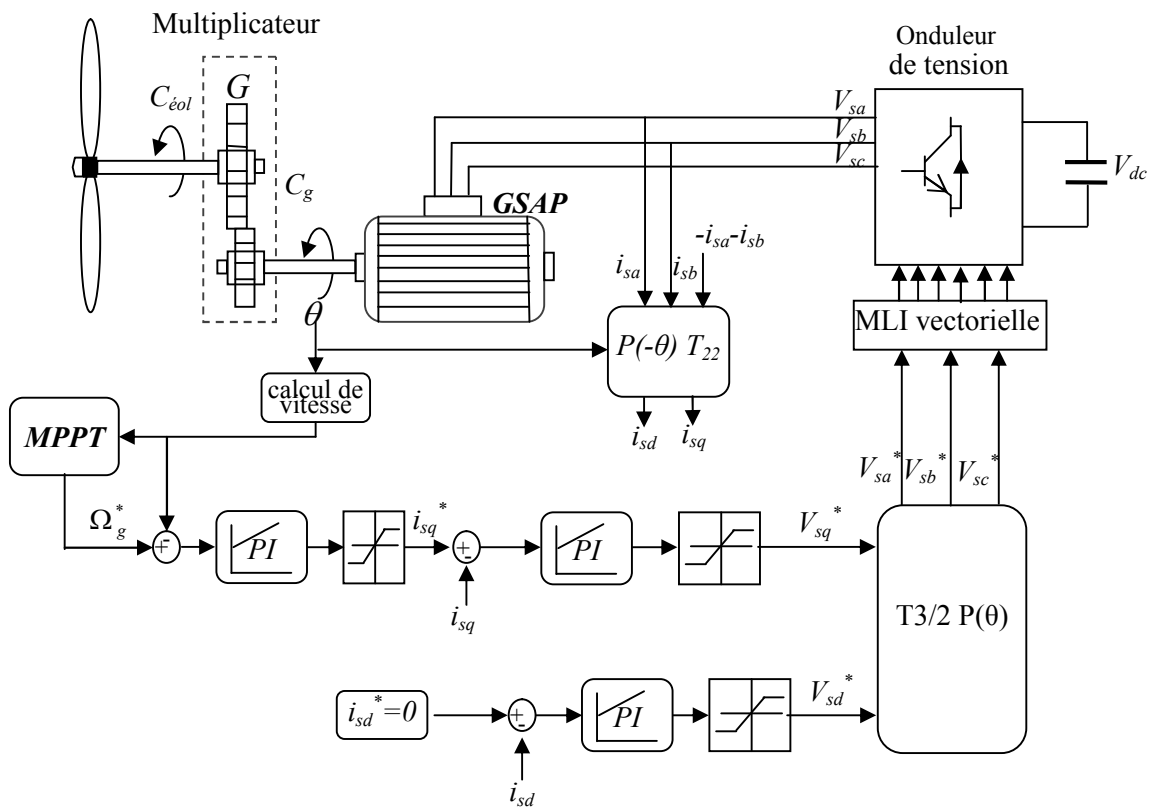 Multiplicateur
Onduleur
de tension
G
C_éol
V_sa
V_sb
V_sc
V_dc
C_g
GSAP
-i_sa-i_sb
i_sa
i_sb
θ
MLI vectorielle
P(-θ) T_22
calcul de
vitesse
i_sd
i_sq
MPPT
V_sa^*
V_sb^*
V_sc^*
Ω_g^*
+
-
PI
i_sq^*
+
-
PI
V_sq^*
i_sq
T3/2 P(θ)
i_sd^*=0
+
-
PI
V_sd^*
i_sd